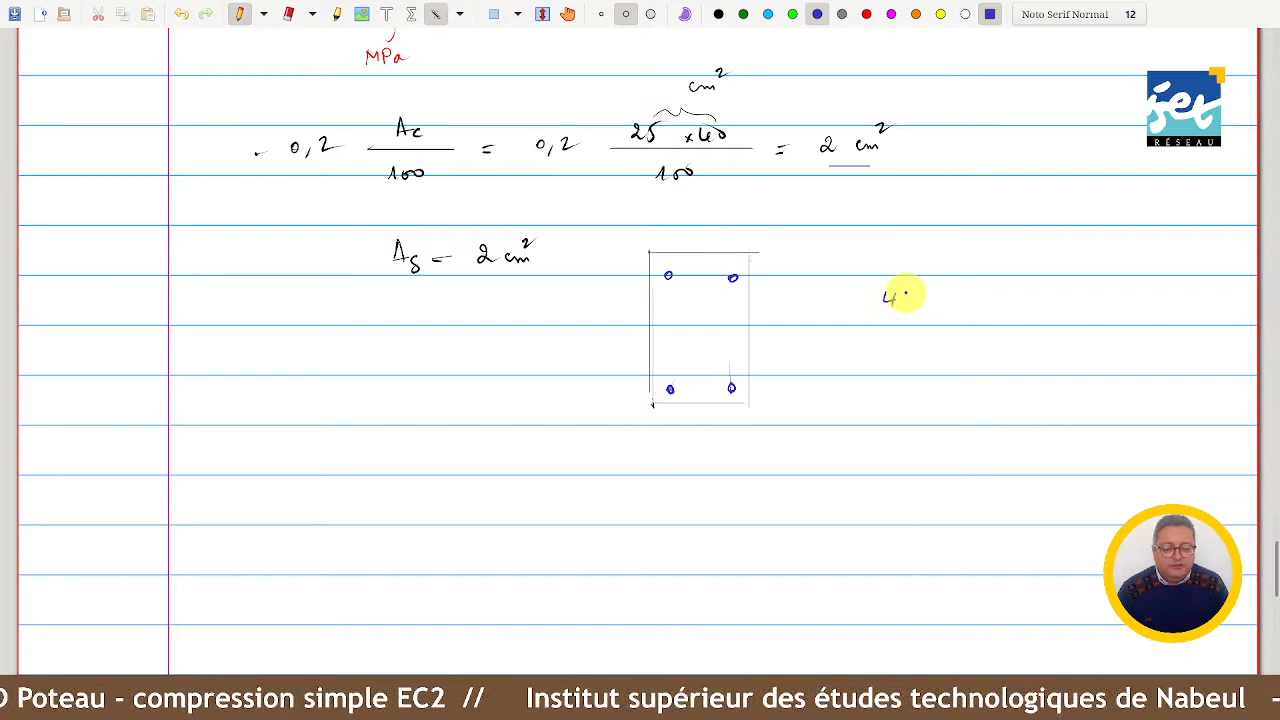 Noto Serif Normal 12
MPa
cm²
- 0,2 Ac/100 = 0,2 25 × 40/100 = 2 cm²
As = 2 cm²
4
iset
RÉSEAU
Poteau - compression simple EC2 // Institut supérieur des études technologiques de Nabeul